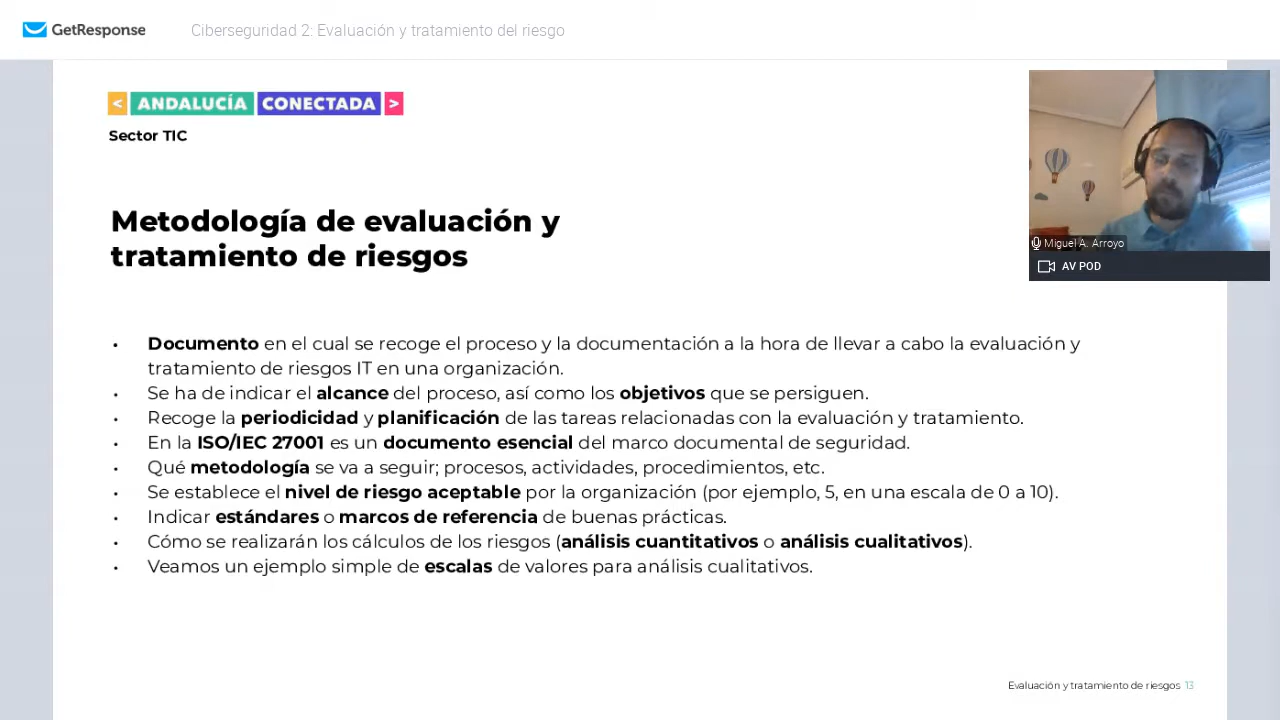 GetResponse
Ciberseguridad 2: Evaluación y tratamiento del riesgo
< ANDALUCÍA CONECTADA >
Sector TIC
Miguel A. Arroyo
AV POD
Metodología de evaluación y
tratamiento de riesgos
• Documento en el cual se recoge el proceso y la documentación a la hora de llevar a cabo la evaluación y
tratamiento de riesgos IT en una organización.
• Se ha de indicar el alcance del proceso, así como los objetivos que se persiguen.
• Recoge la periodicidad y planificación de las tareas relacionadas con la evaluación y tratamiento.
• En la ISO/IEC 27001 es un documento esencial del marco documental de seguridad.
• Qué metodología se va a seguir; procesos, actividades, procedimientos, etc.
• Se establece el nivel de riesgo aceptable por la organización (por ejemplo, 5, en una escala de 0 a 10).
• Indicar estándares o marcos de referencia de buenas prácticas.
• Cómo se realizarán los cálculos de los riesgos (análisis cuantitativos o análisis cualitativos).
• Veamos un ejemplo simple de escalas de valores para análisis cualitativos.
Evaluación y tratamiento de riesgos 13